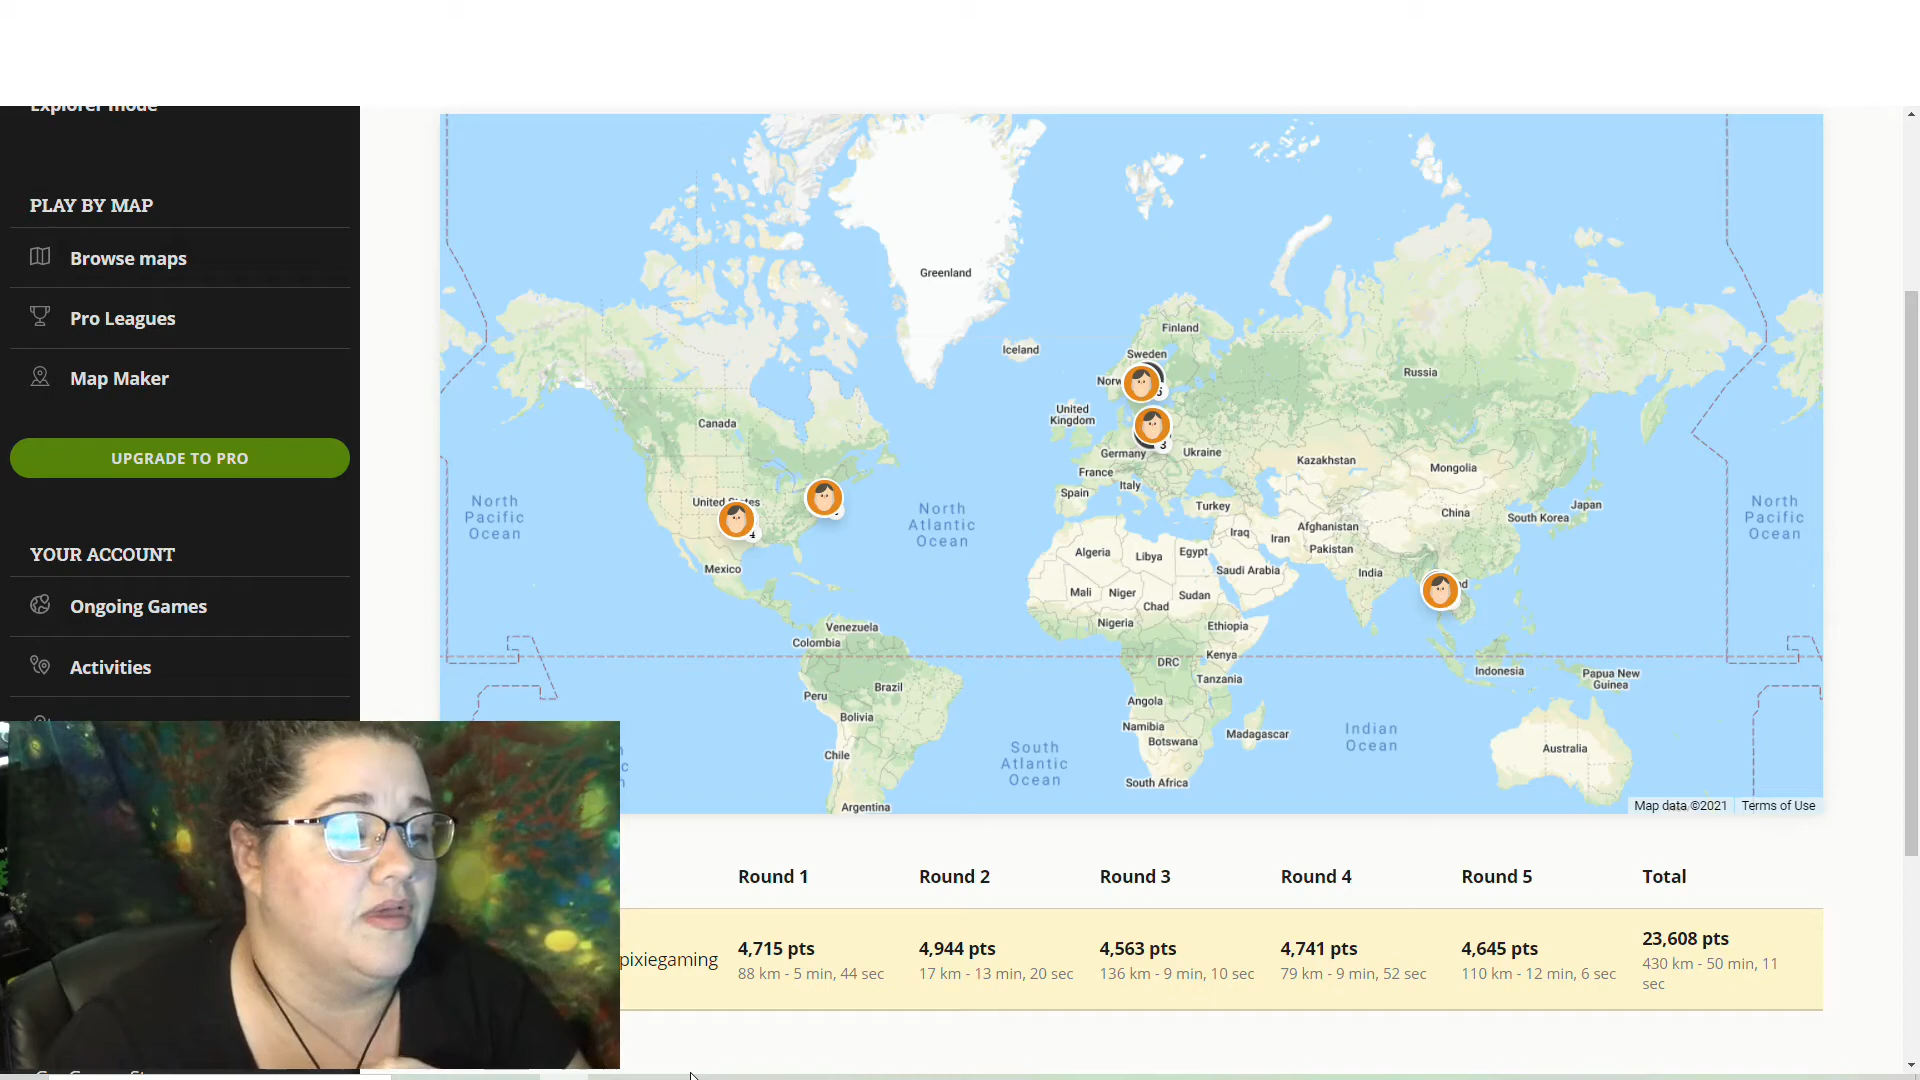 Explorer mode
PLAY BY MAP
Browse maps
Pro Leagues
Map Maker
UPGRADE TO PRO
YOUR ACCOUNT
Ongoing Games
Activities
Greenland
Iceland
Finland
Sweden
Norw
5
Russia
United
Kingdom
3
Germany
Ukraine
France
Italy
Spain
Turkey
Kazakhstan
Mongolia
Canada
United States
4
Mexico
North
Pacific
Ocean
North
Atlantic
Ocean
Japan
South Korea
China
Afghanistan
Iraq
Iran
Pakistan
North
Pacific
Ocean
Algeria
Libya
Egypt
Saudi Arabia
India
d
Mali
Niger
Chad
Sudan
Nigeria
Ethiopia
Venezuela
Colombia
DRC
Kenya
Tanzania
Indonesia
Papua New
Guinea
Brazil
Peru
Bolivia
Angola
Namibia
Botswana
Madagascar
Indian
Ocean
Australia
Chile
South
Atlantic
Ocean
South Africa
Argentina
Map data ©2021
Terms of Use
Round 1
Round 2
Round 3
Round 4
Round 5
Total
pixiegaming
4,715 pts
88 km - 5 min, 44 sec
4,944 pts
17 km - 13 min, 20 sec
4,563 pts
136 km - 9 min, 10 sec
4,741 pts
79 km - 9 min, 52 sec
4,645 pts
110 km - 12 min, 6 sec
23,608 pts
430 km - 50 min, 11
sec